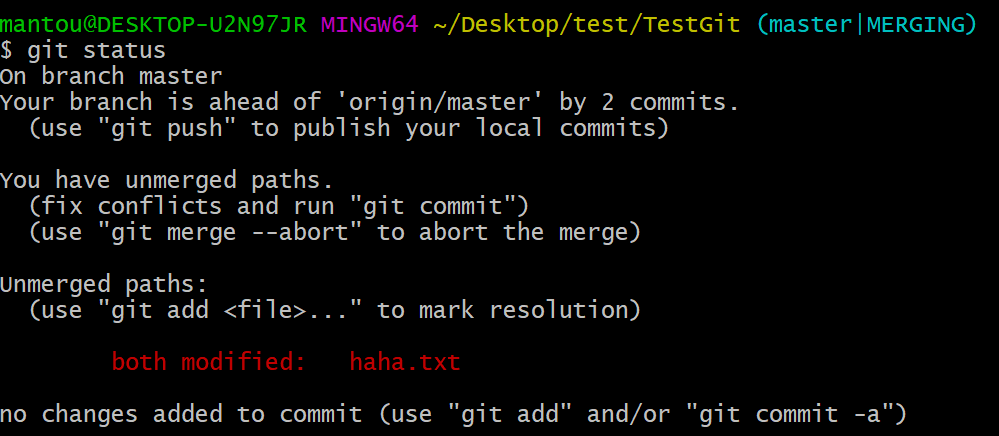 mantou@DESKTOP-U2N97JR MINGW64 ~/Desktop/test/TestGit (master|MERGING)
$ git status
On branch master
Your branch is ahead of 'origin/master' by 2 commits.
  (use "git push" to publish your local commits)

You have unmerged paths.
  (fix conflicts and run "git commit")
  (use "git merge --abort" to abort the merge)

Unmerged paths:
  (use "git add <file>..." to mark resolution)

        both modified:   haha.txt

no changes added to commit (use "git add" and/or "git commit -a")